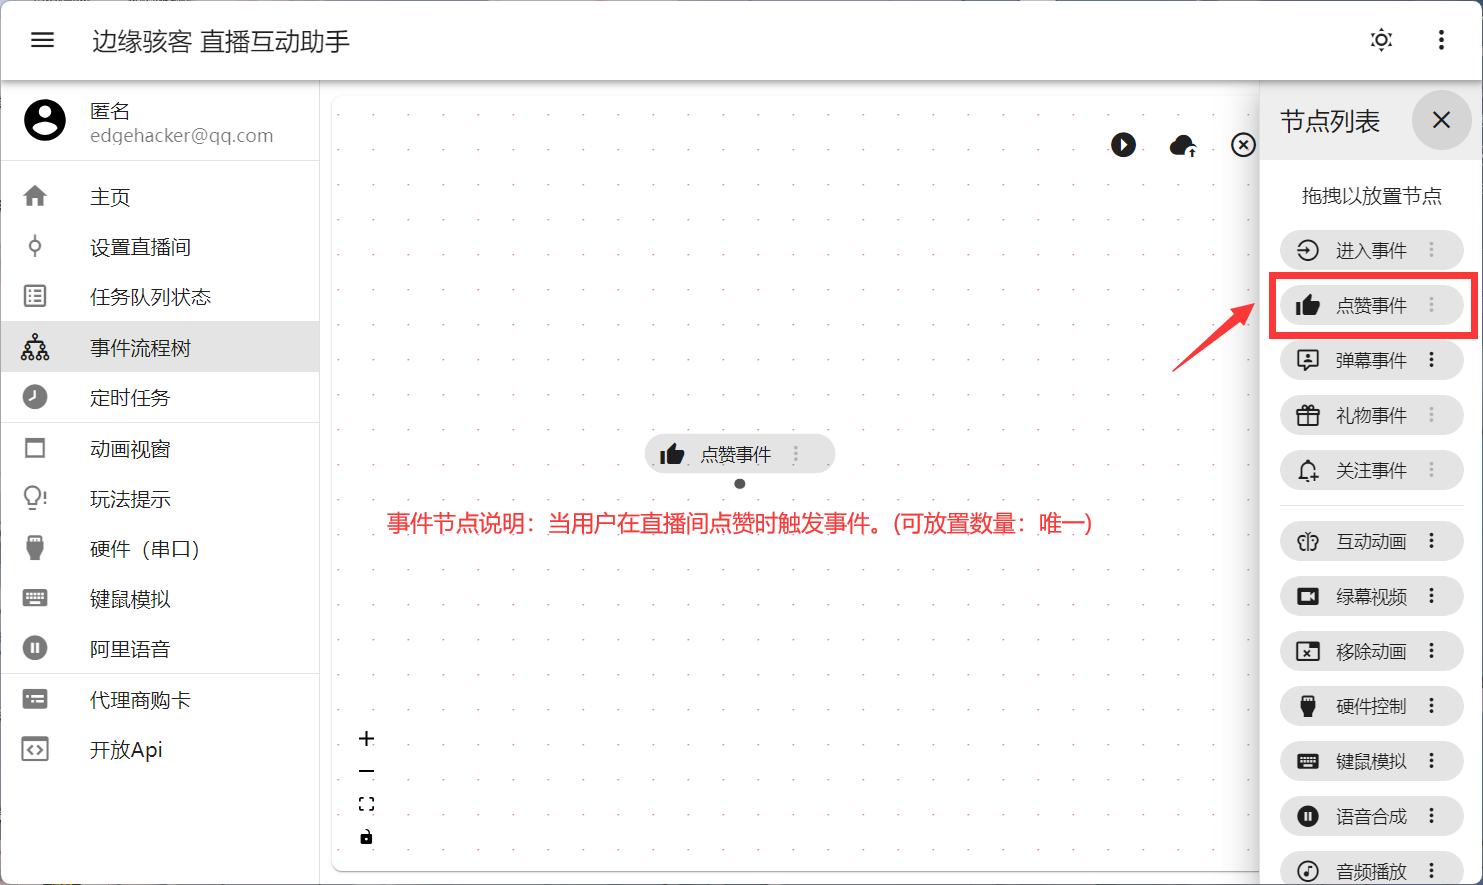 边缘骇客 直播互动助手
匿名
edgehacker@qq.com
主页
设置直播间
任务队列状态
事件流程树
定时任务
动画视窗
玩法提示
硬件（串口）
键鼠模拟
阿里语音
代理商购卡
开放Api
点赞事件
事件节点说明：当用户在直播间点赞时触发事件。(可放置数量：唯一)
节点列表
拖拽以放置节点
进入事件
点赞事件
弹幕事件
礼物事件
关注事件
互动动画
绿幕视频
移除动画
硬件控制
键鼠模拟
语音合成
音频播放